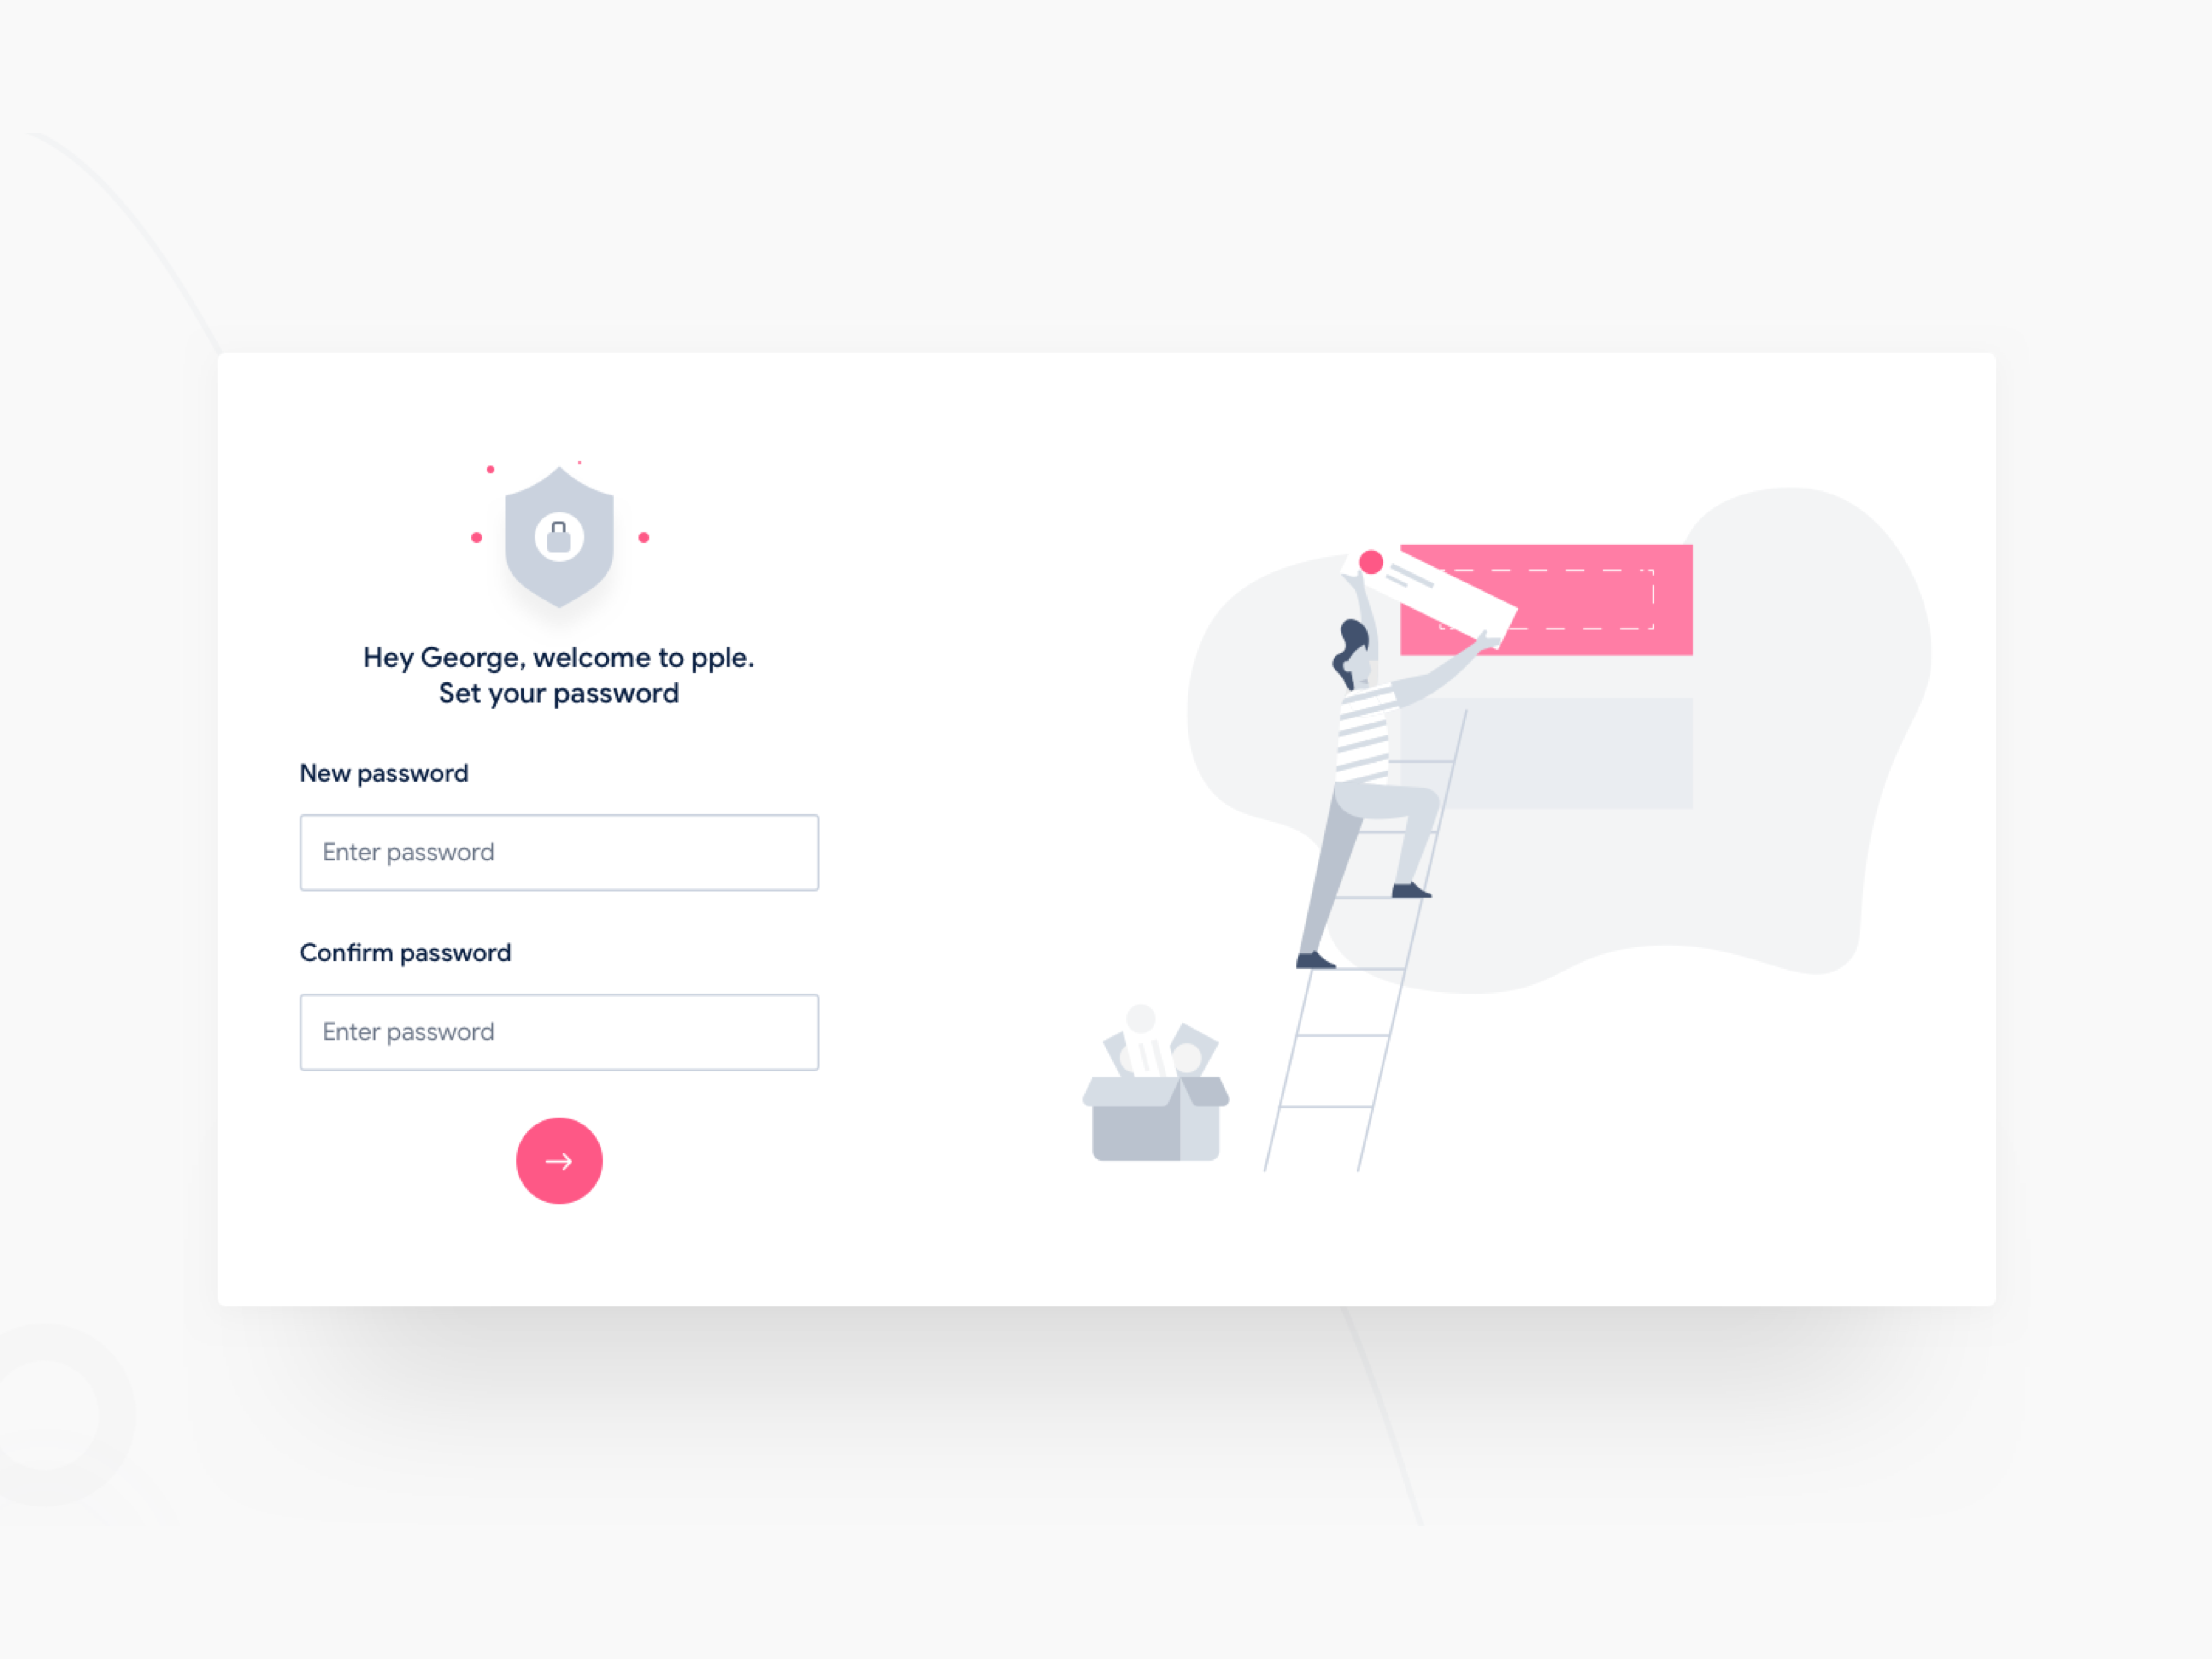 Hey George, welcome to pple.
Set your password
New password
Enter password
Confirm password
Enter password